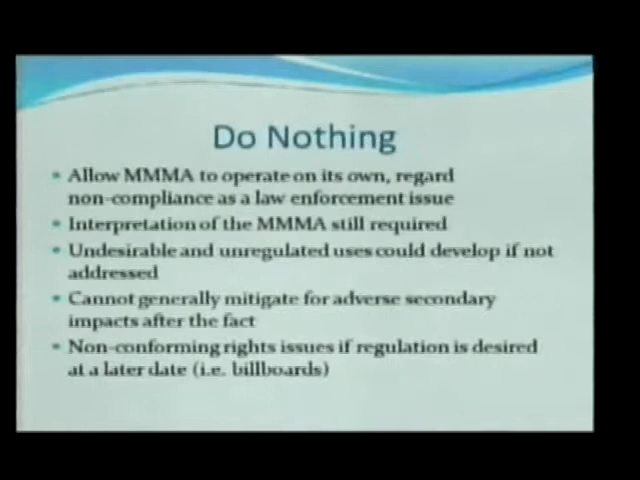 Do Nothing
• Allow MMMA to operate on its own, regard
non-compliance as a law enforcement issue
• Interpretation of the MMMA still required
• Undesirable and unregulated uses could develop if not
addressed
• Cannot generally mitigate for adverse secondary
impacts after the fact
• Non-conforming rights issues if regulation is desired
at a later date (i.e. billboards)